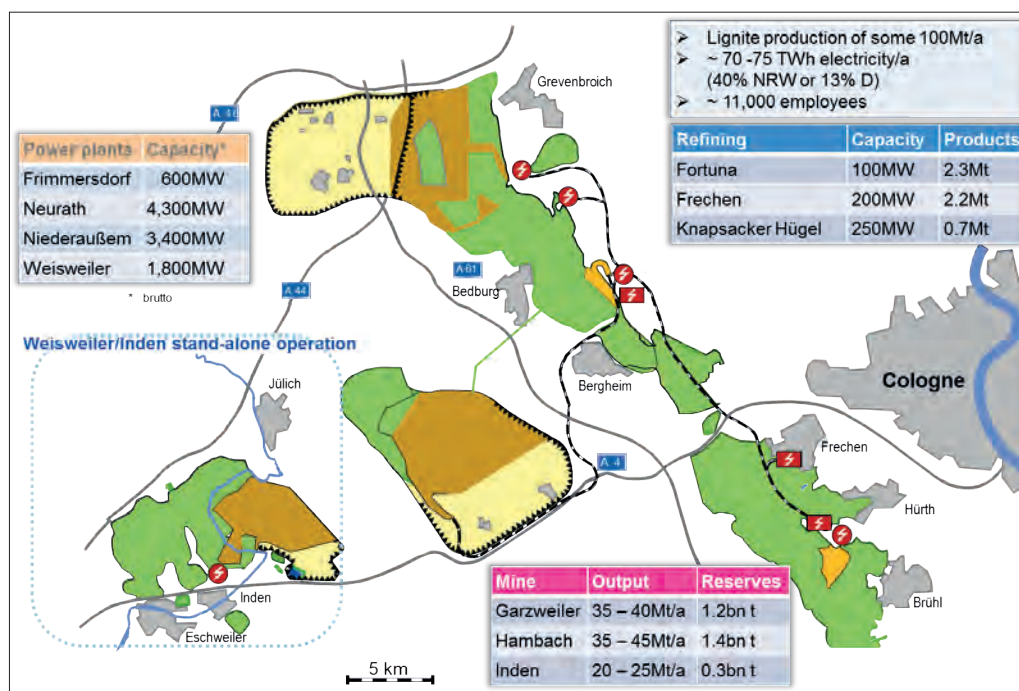 ➢ Lignite production of some 100Mt/a
➢ ~ 70 -75 TWh electricity/a
(40% NRW or 13% D)
➢ ~ 11,000 employees
Grevenbroich
Power plants Capacity*
Frimmersdorf 600MW
Neurath 4,300MW
Niederaußem 3,400MW
Weisweiler 1,800MW
* brutto
Refining Capacity Products
Fortuna 100MW 2.3Mt
Frechen 200MW 2.2Mt
Knapsacker Hügel 250MW 0.7Mt
A 61
Bedburg
A 44
Weisweiler/Inden stand-alone operation
Jülich
Bergheim
Cologne
Frechen
A 4
Hürth
Inden
Eschweiler
Brühl
Mine Output Reserves
Garzweiler 35 – 40Mt/a 1.2bn t
Hambach 35 – 45Mt/a 1.4bn t
Inden 20 – 25Mt/a 0.3bn t
5 km